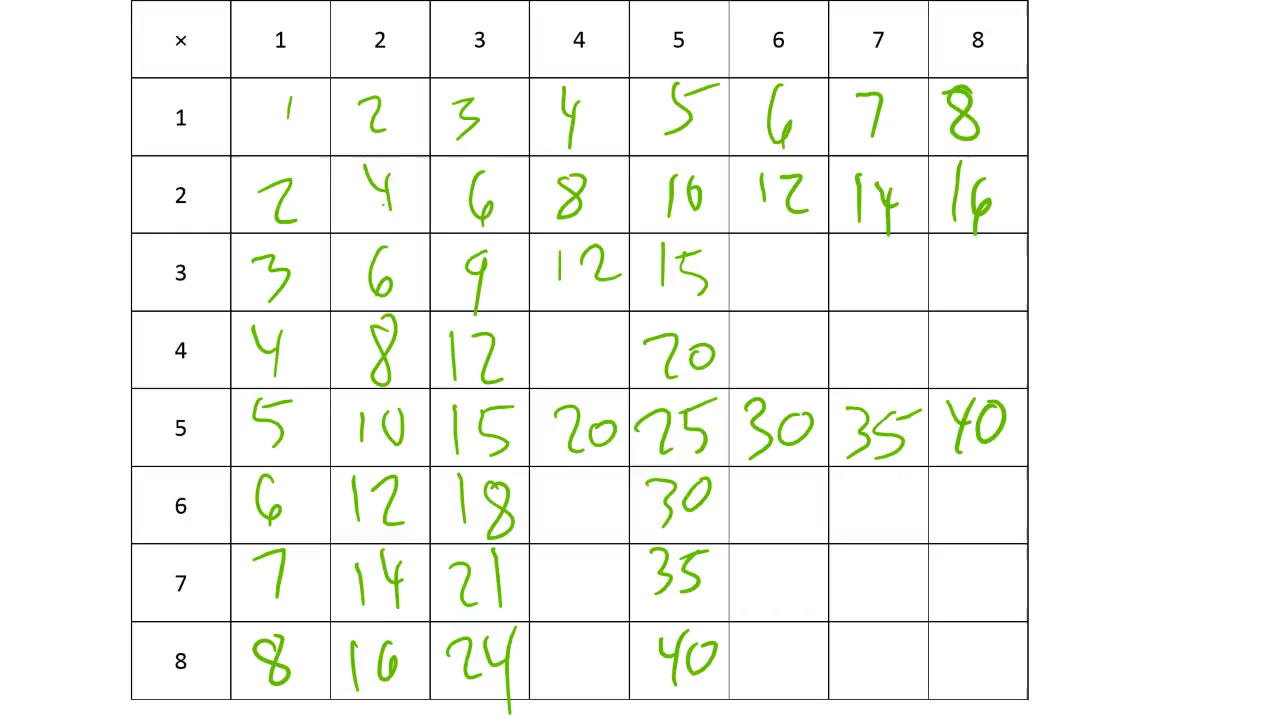 × 1 2 3 4 5 6 7 8
1 1 2 3 4 5 6 7 8
2 2 4 6 8 10 12 14 16
3 3 6 9 12 15
4 4 8 12 20
5 5 10 15 20 25 30 35 40
6 6 12 18 30
7 7 14 21 35
8 8 16 24 40